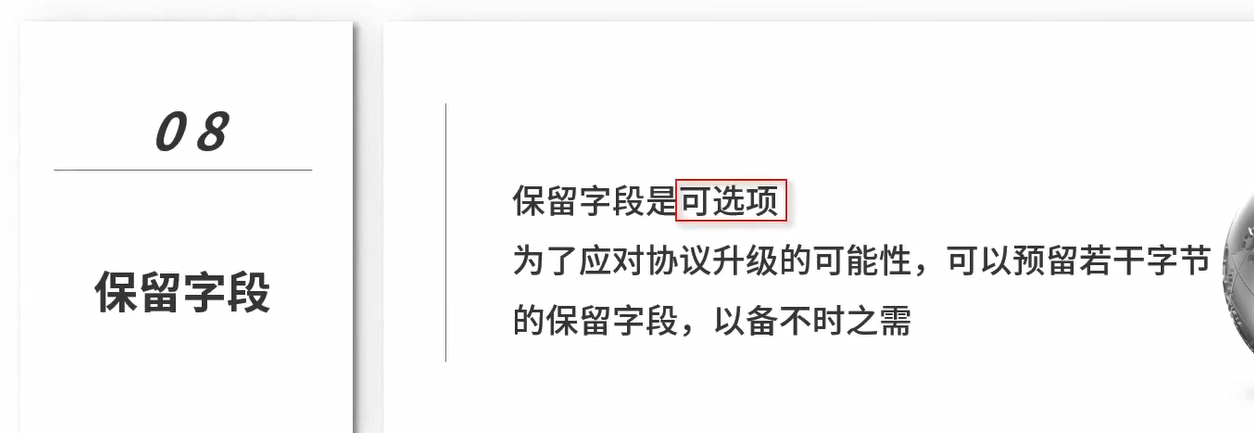 08
保留字段
保留字段是可选项
为了应对协议升级的可能性，可以预留若干字节
的保留字段，以备不时之需